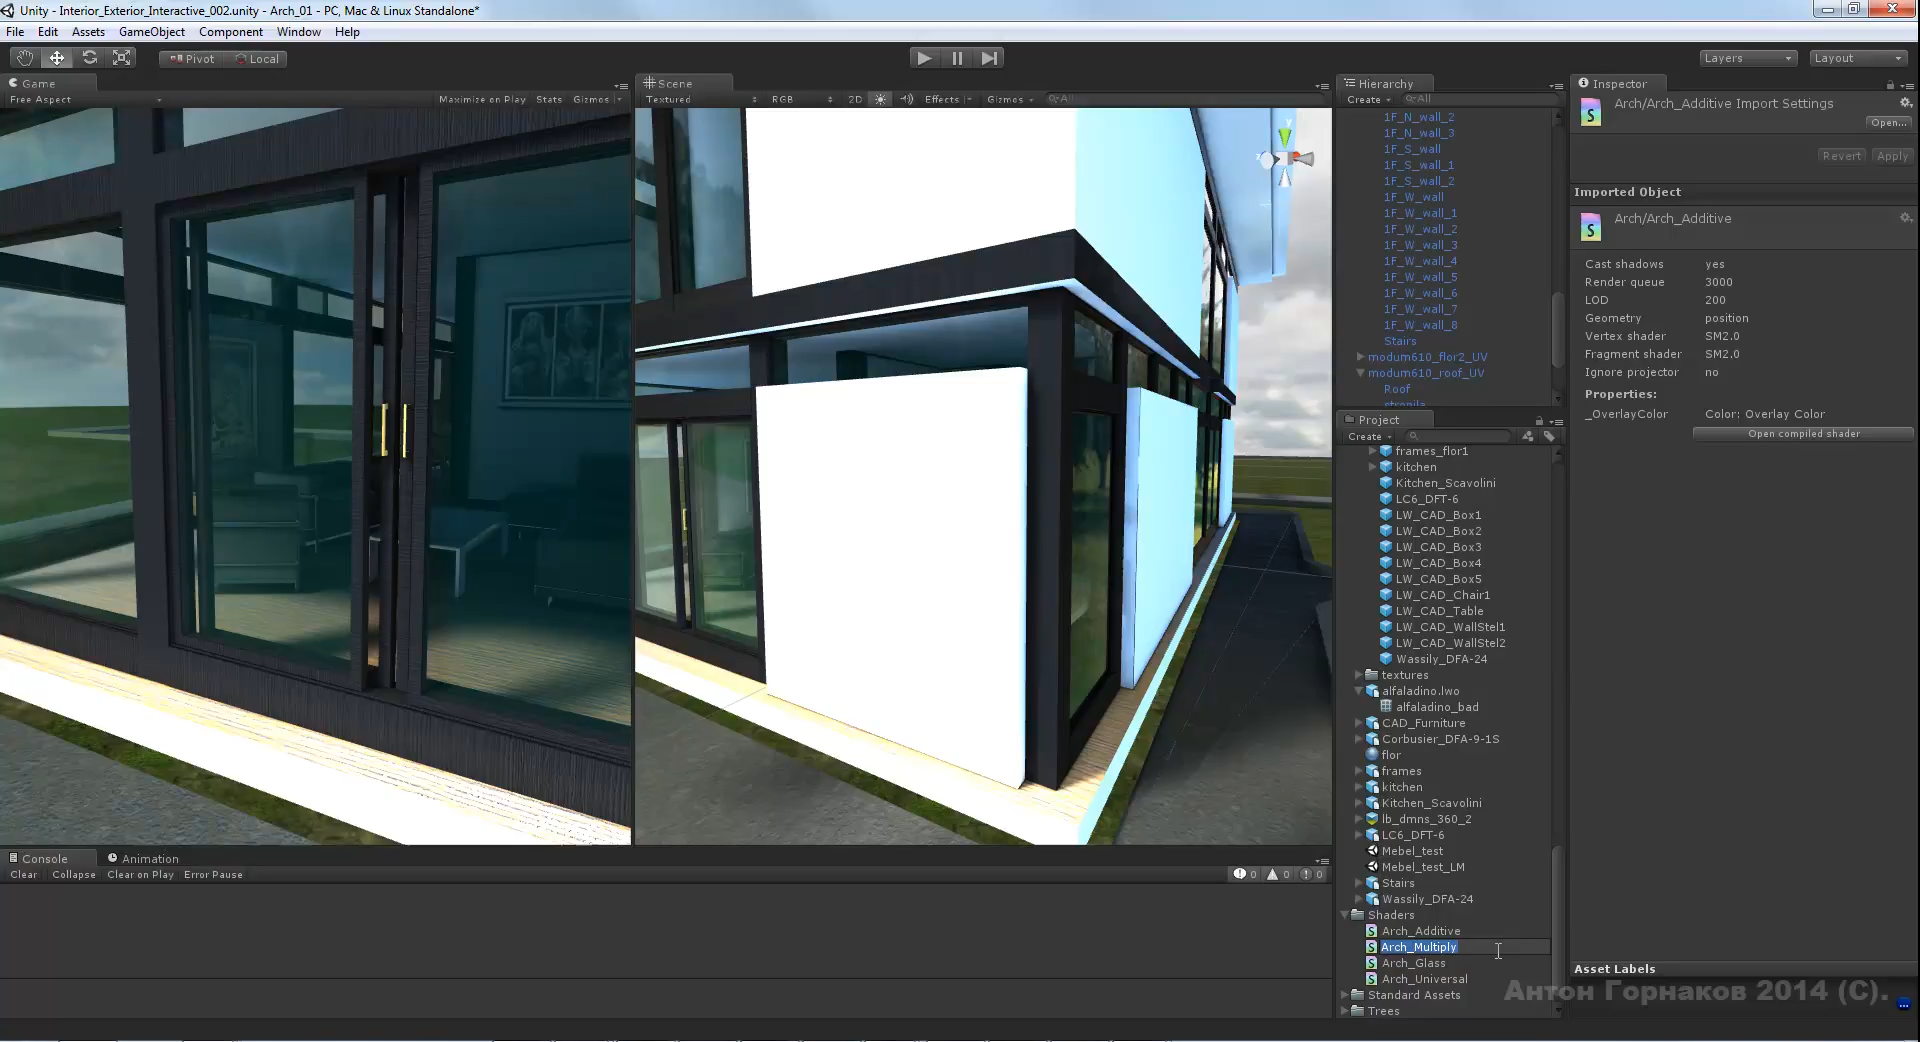 Unity - Interior_Exterior_Interactive_002.unity - Arch_01 - PC, Mac & Linux Standalone*
File Edit Assets GameObject Component Window Help
Pivot Local Layers Layout
Game
Free Aspect Maximize on Play Stats Gizmos
Scene
Textured RGB 2D Effects Gizmos All
Hierarchy
Create All
1F_N_wall_2
1F_N_wall_3
1F_S_wall
1F_S_wall_1
1F_S_wall_2
1F_W_wall
1F_W_wall_1
1F_W_wall_2
1F_W_wall_3
1F_W_wall_4
1F_W_wall_5
1F_W_wall_6
1F_W_wall_7
1F_W_wall_8
Stairs
modum610_flor2_UV
modum610_roof_UV
Roof
stropila
Project
Create
frames_flor1
kitchen
Kitchen_Scavolini
LC6_DFT-6
LW_CAD_Box1
LW_CAD_Box2
LW_CAD_Box3
LW_CAD_Box4
LW_CAD_Box5
LW_CAD_Chair1
LW_CAD_Table
LW_CAD_WallStel1
LW_CAD_WallStel2
Wassily_DFA-24
textures
alfaladino.lwo
alfaladino_bad
CAD_Furniture
Corbusier_DFA-9-1S
flor
frames
kitchen
Kitchen_Scavolini
lb_dmns_360_2
LC6_DFT-6
Mebel_test
Mebel_test_LM
Stairs
Wassily_DFA-24
Shaders
Arch_Additive
Arch_Multiply
Arch_Glass
Arch_Universal
Standard Assets
Trees
Inspector
Arch/Arch_Additive Import Settings
Open...
Revert Apply
Imported Object
Arch/Arch_Additive
Cast shadows yes
Render queue 3000
LOD 200
Geometry position
Vertex shader SM2.0
Fragment shader SM2.0
Ignore projector no
Properties:
_OverlayColor Color: Overlay Color
Open compiled shader
Asset Labels
Антон Горнаков 2014 (C).
Console Animation
Clear Collapse Clear on Play Error Pause 0 0 0